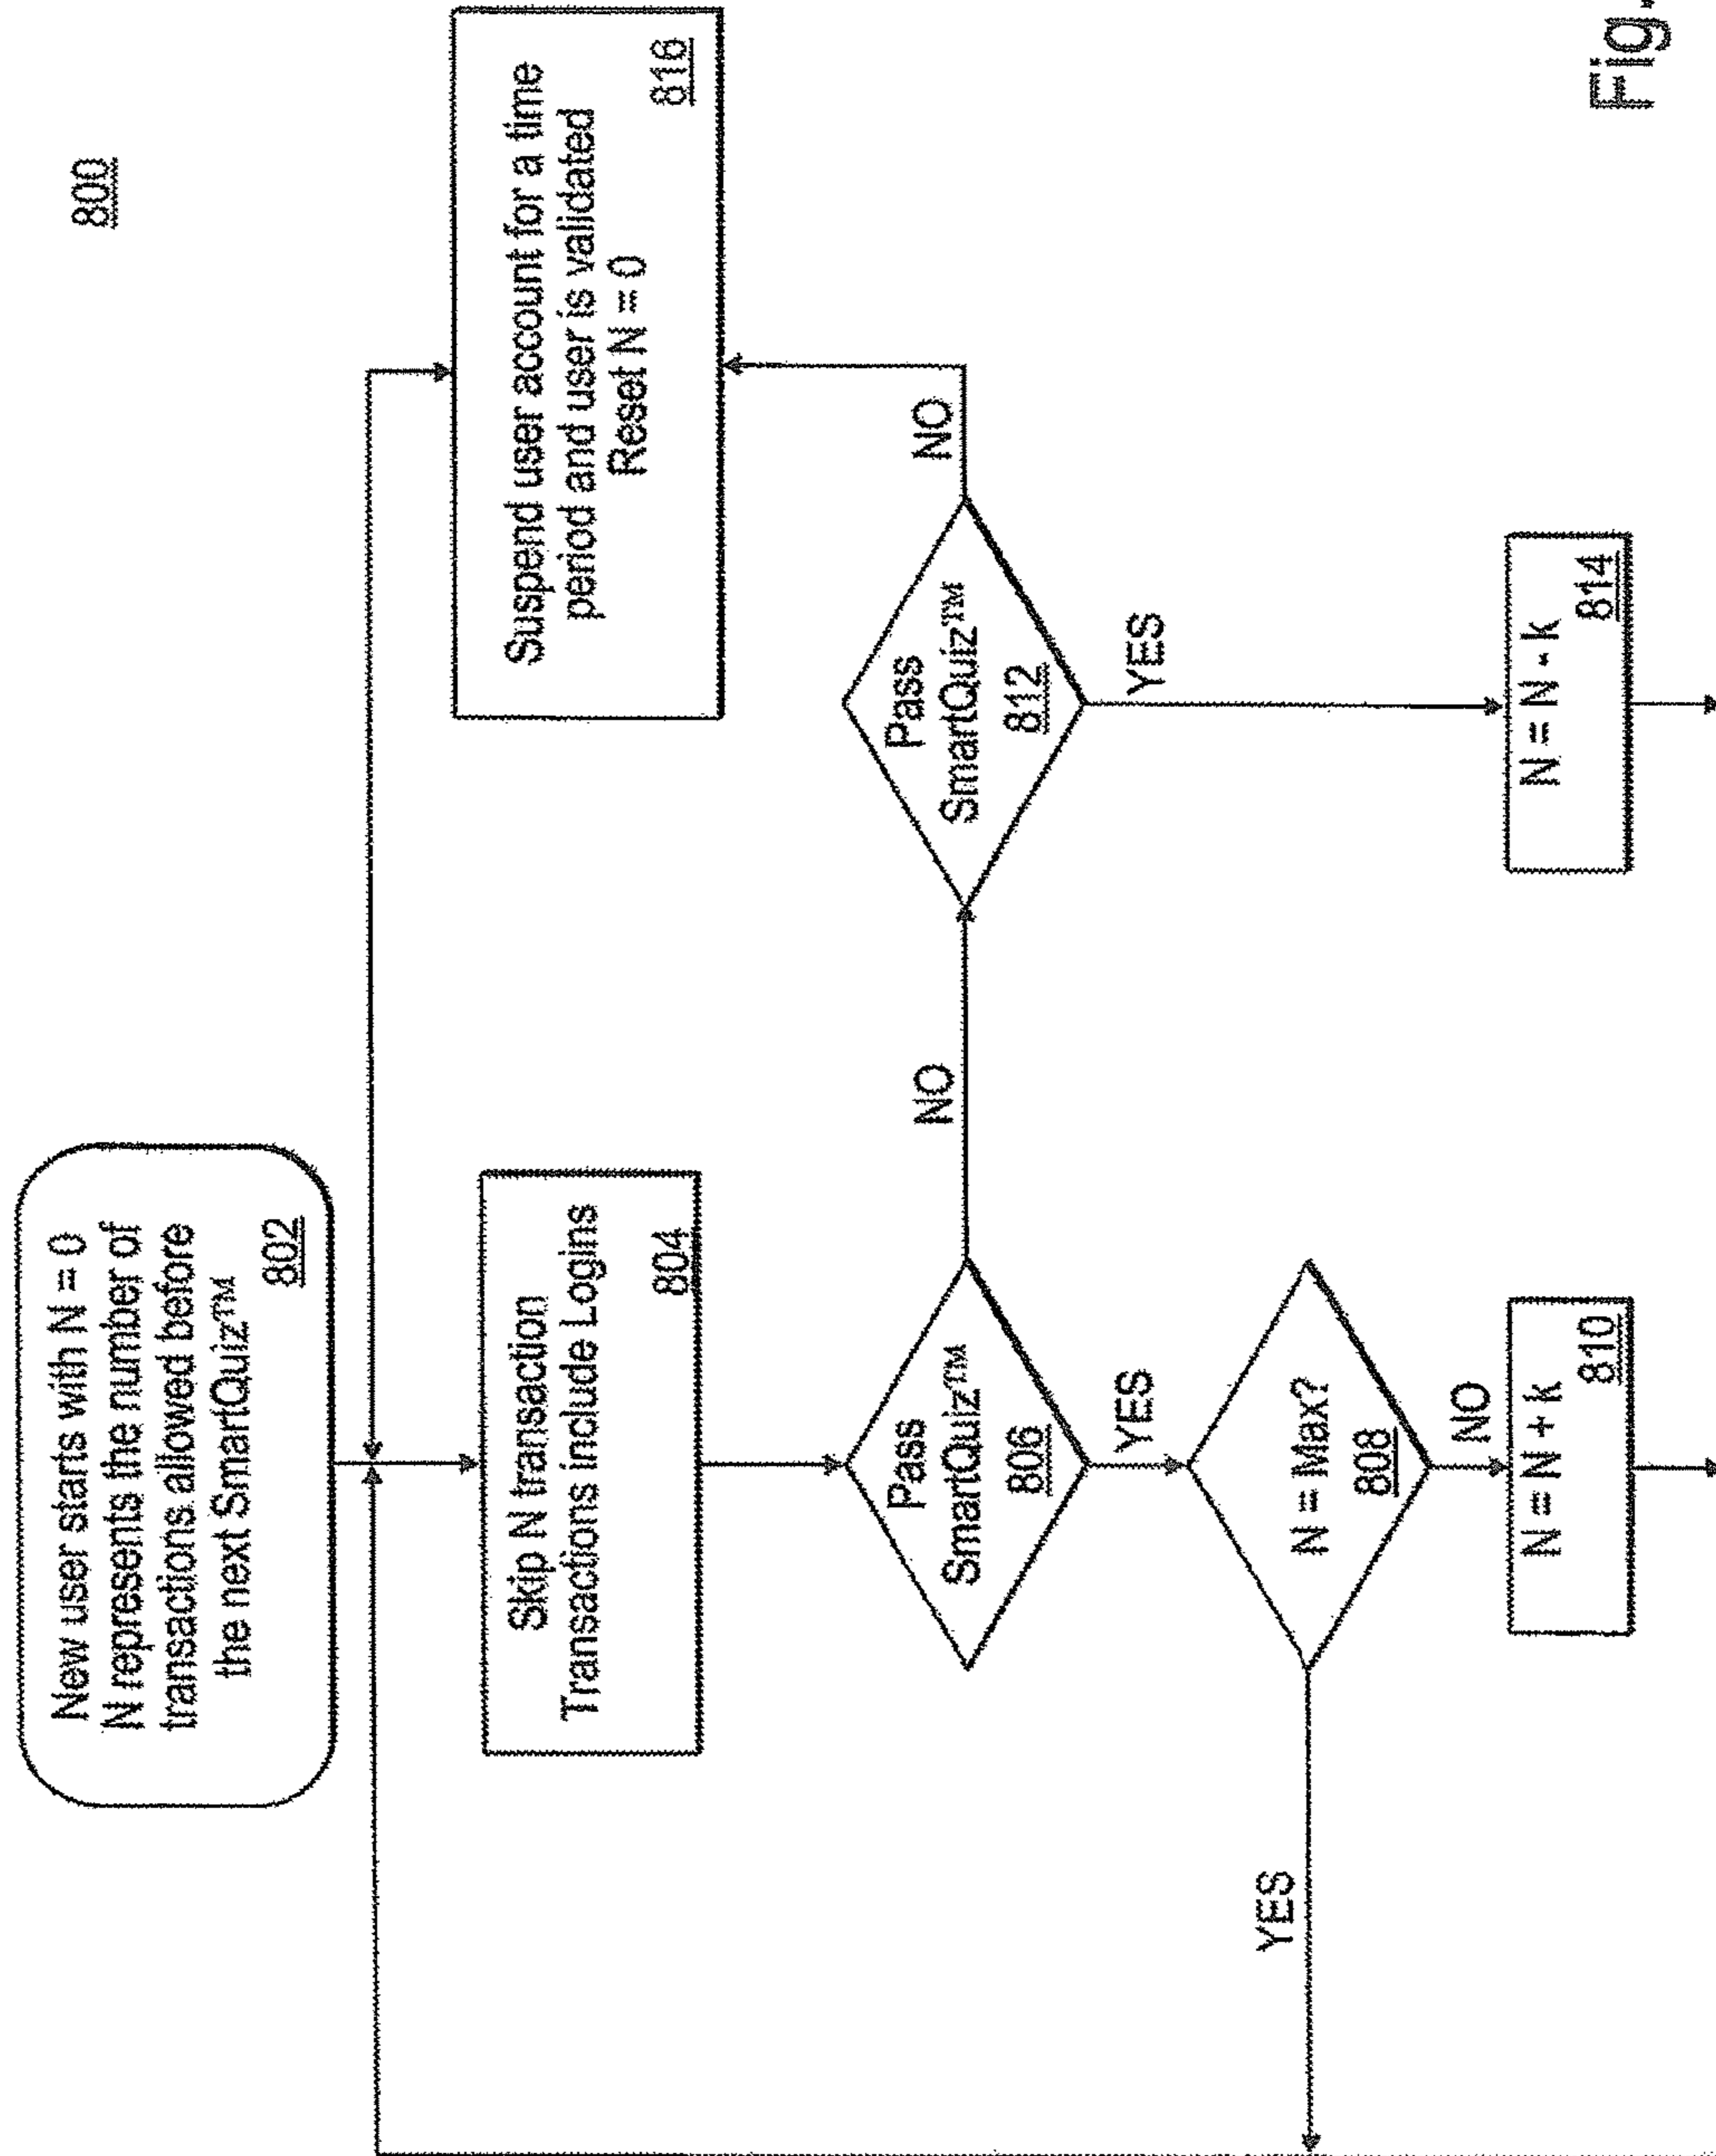 800
New user starts with N = 0
N represents the number of
transactions allowed before
the next SmartQuiz™
802
Suspend user account for a time
period and user is validated
Reset N = 0
816
Skip N transaction
Transactions include Logins
804
Pass
SmartQuiz™
806
NO
Pass
SmartQuiz™
812
NO
YES
N = Max?
808
YES
NO
YES
N = N + k
810
N = N - k
814
Fig.